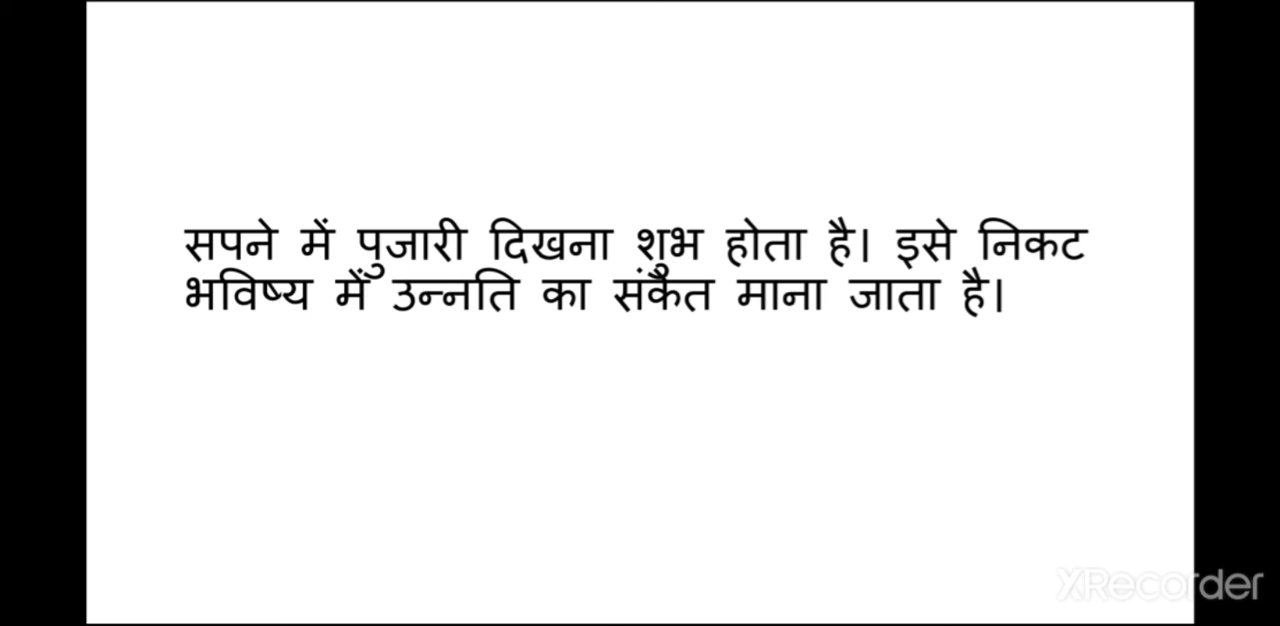 सपने में पुजारी दिखना शुभ होता है। इसे निकट
भविष्य में उन्नति का संकेत माना जाता है।
XRecorder